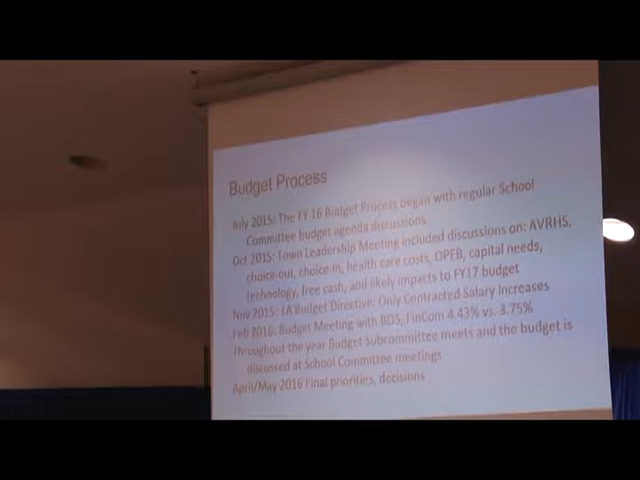 Budget Process
July 2015: The FY 16 Budget Process began with regular School
Committee budget agenda discussions
Oct 2015: Town Leadership Meeting included discussions on: AVRHS,
choice-out, choice-in, health care costs, OPEB, capital needs,
technology, free cash, and likely impacts to FY17 budget
Nov 2015: TA Budget Directive: Only Contracted Salary Increases
Feb 2016: Budget Meeting with BOS, FinCom 4.43% vs. 3.75%
Throughout the year Budget Subcommittee meets and the budget is
discussed at School Committee meetings
April/May 2016 Final priorities, decisions